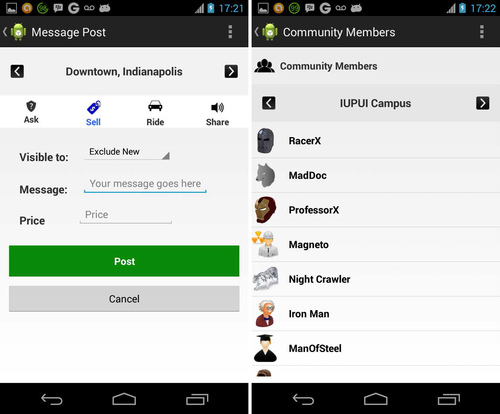 17:21
Message Post
Downtown, Indianapolis
Ask
Sell
Ride
Share
Visible to:
Exclude New
Message:
Your message goes here
Price
Price
Post
Cancel
17:22
Community Members
Community Members
IUPUI Campus
RacerX
MadDoc
ProfessorX
Magneto
Night Crawler
Iron Man
ManOfSteel